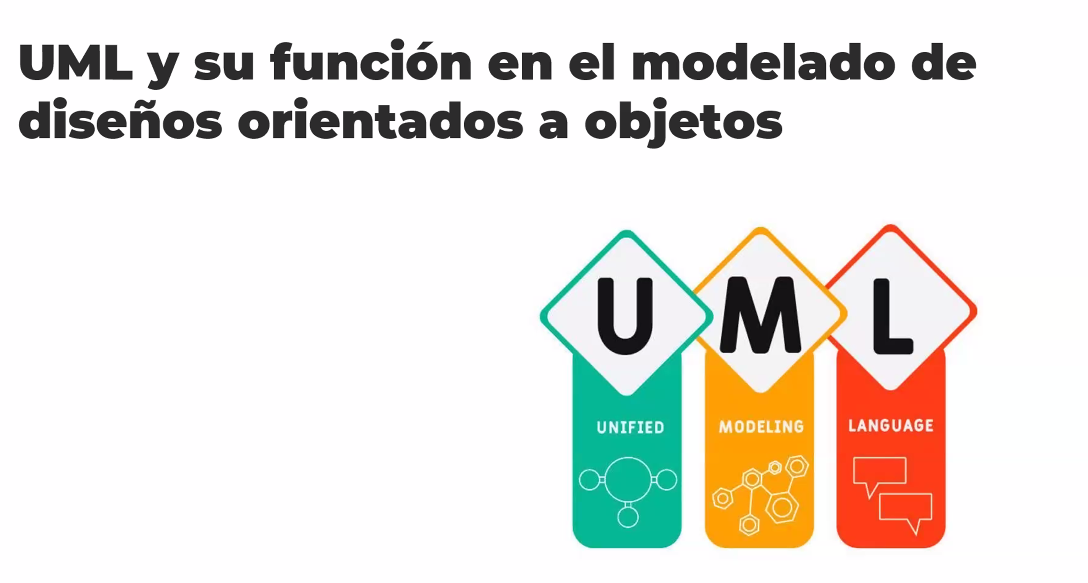 UML y su función en el modelado de
diseños orientados a objetos
U M L
UNIFIED MODELING LANGUAGE